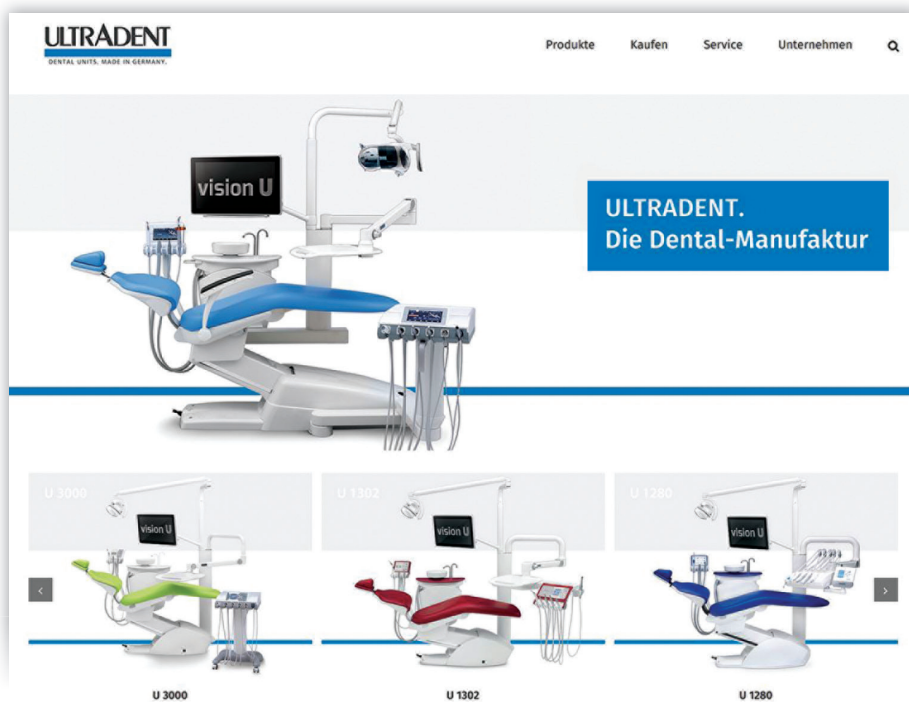 ULTRADENT
DENTAL UNITS. MADE IN GERMANY.
Produkte Kaufen Service Unternehmen
vision U
ULTRADENT.
Die Dental-Manufaktur
U 3000 U 1302 U 1280
vision U vision U vision U
U 3000 U 1302 U 1280